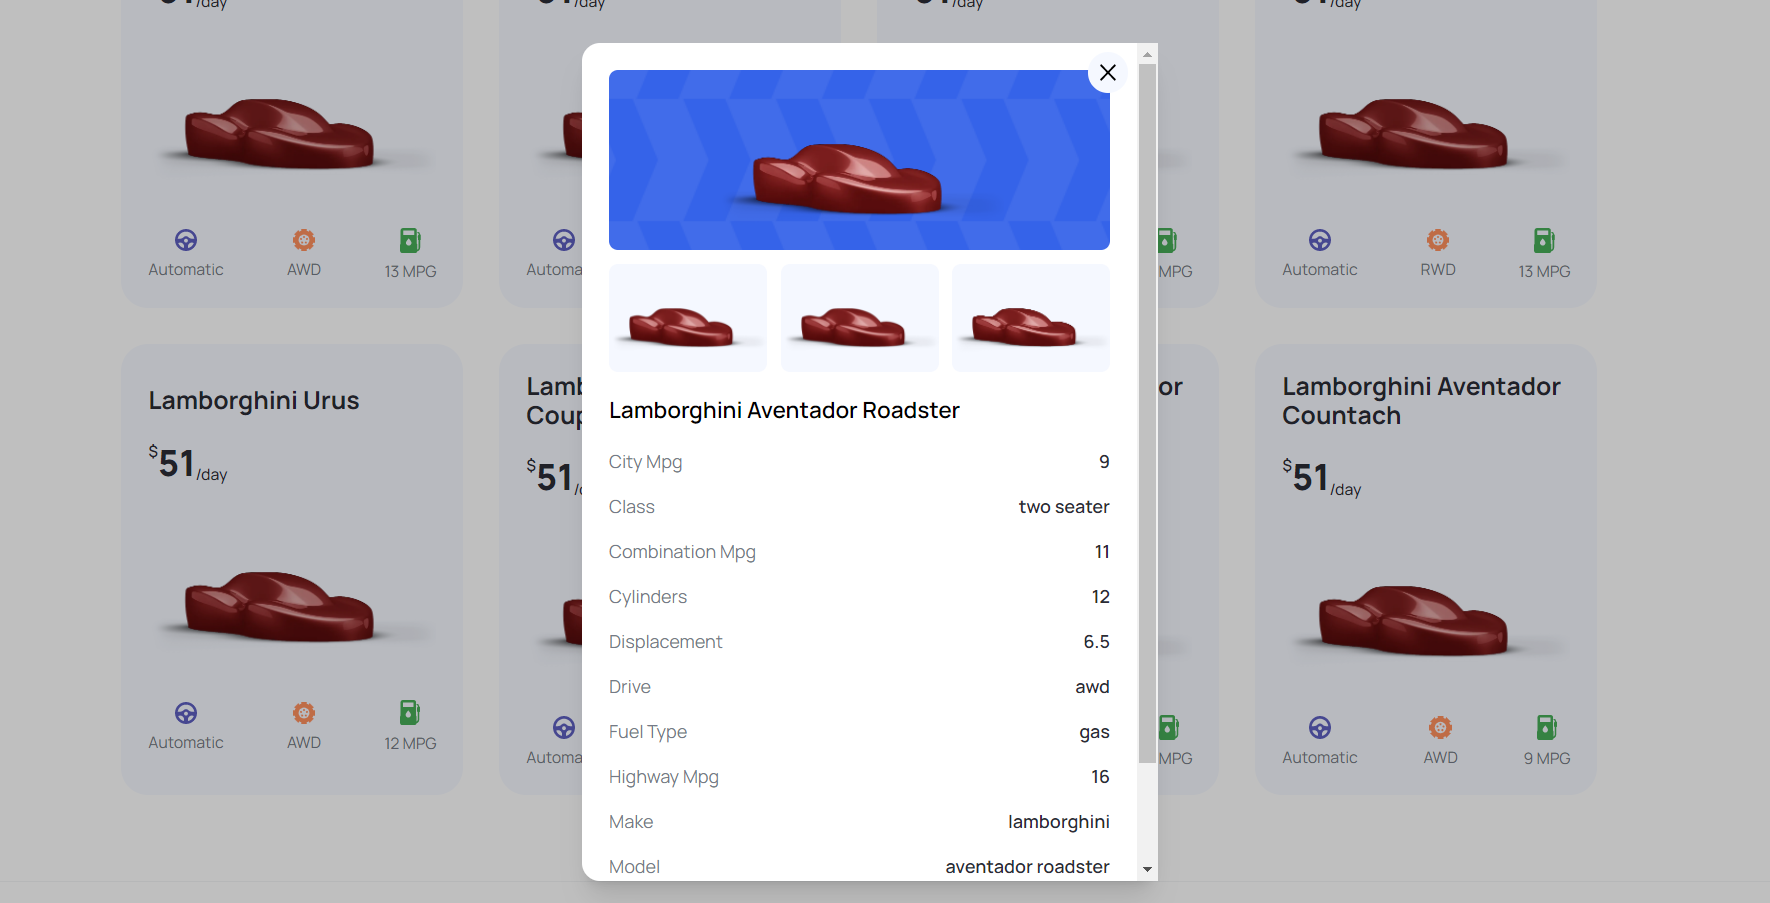 /day
/day
/day
/day
Automatic AWD 13 MPG
Automa
MPG
Automatic RWD 13 MPG
Lamborghini Urus
$51/day
Automatic AWD 12 MPG
Lamb
Coup
$51/d
Automa
or
MPG
Lamborghini Aventador
Countach
$51/day
Automatic AWD 9 MPG
Lamborghini Aventador Roadster
City Mpg 9
Class two seater
Combination Mpg 11
Cylinders 12
Displacement 6.5
Drive awd
Fuel Type gas
Highway Mpg 16
Make lamborghini
Model aventador roadster